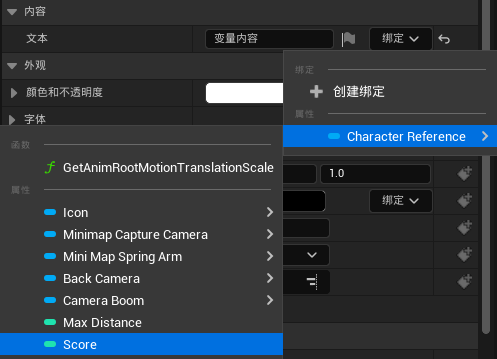 内容
文本
变量内容
绑定
外观
颜色和不透明度
字体
绑定
创建绑定
属性
Character Reference
1.0
绑定
函数
GetAnimRootMotionTranslationScale
属性
Icon
Minimap Capture Camera
Mini Map Spring Arm
Back Camera
Camera Boom
Max Distance
Score